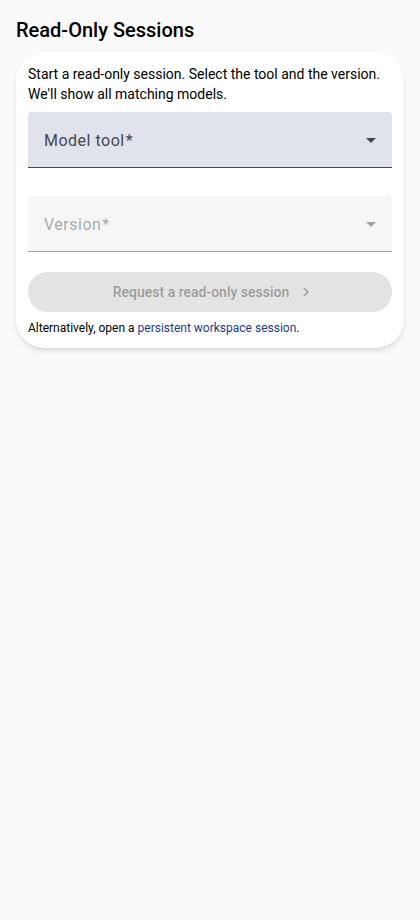 Read-Only Sessions
Start a read-only session. Select the tool and the version.
We'll show all matching models.
Model tool*
Version*
Request a read-only session
Alternatively, open a persistent workspace session.